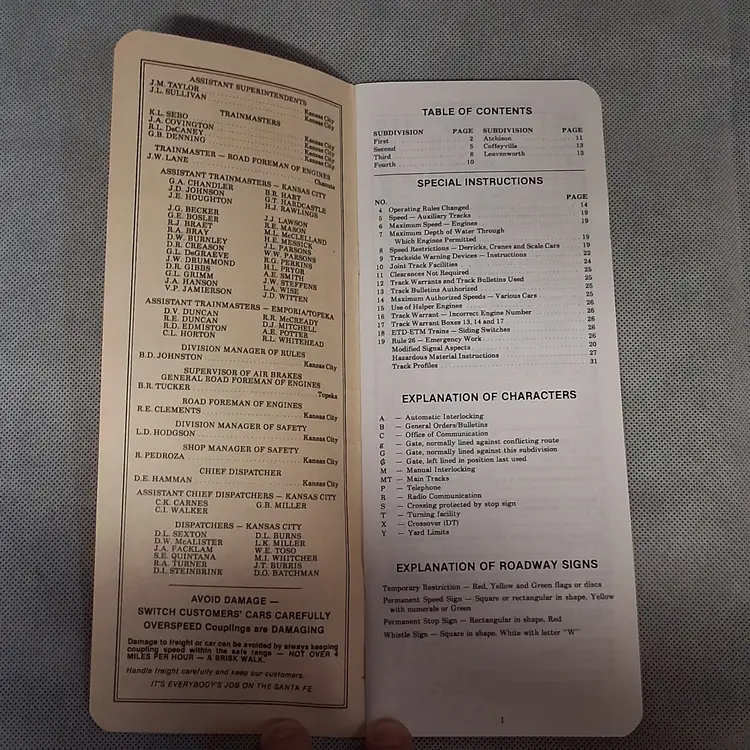 ASSISTANT SUPERINTENDENTS
J.M. TAYLOR ........ Kansas City
J.L. SULLIVAN ........ Kansas City
TRAINMASTERS
K.L. SEBO ........ Kansas City
J.A. COVINGTON ........ Kansas City
R.L. DeCANEY ........ Kansas City
G.B. DENNING ........ Kansas City
TRAINMASTER — ROAD FOREMAN OF ENGINES
J.W. LANE ........ Chanute
ASSISTANT TRAINMASTERS — KANSAS CITY
G.A. CHANDLER B.R. HART
J.D. JOHNSON G.T. HARDCASTLE
J.E. HOUGHTON H.J. RAWLINGS
J.G. BECKER J.J. LAWSON
G.E. BOSLER R.E. MASON
R.J. BRAET M.L. McCLELLAND
R.A. BRAY H.E. MESSICK
D.W. BURNLEY J.L. PARSONS
D.R. CREASON W.W. PARSONS
G.L. DeGRAEVE R.G. PERKINS
J.W. DRUMMOND H.L. PRYOR
D.R. GIBBS A.E. SMITH
G.L. GRIMM J.W. STEFFENS
J.A. HANSON L.A. WISE
V.P. JAMIERSON J.D. WITTEN
ASSISTANT TRAINMASTERS — EMPORIA/TOPEKA
D.V. DUNCAN R.R. McCREADY
R.E. DUNCAN D.J. MITCHELL
R.D. EDMISTON A.E. POTTER
C.L. HORTON R.L. WHITEHEAD
DIVISION MANAGER OF RULES
B.D. JOHNSTON ........ Kansas City
SUPERVISOR OF AIR BRAKES
GENERAL ROAD FOREMAN OF ENGINES
B.R. TUCKER ........ Topeka
ROAD FOREMAN OF ENGINES
R.E. CLEMENTS ........ Kansas City
DIVISION MANAGER OF SAFETY
L.D. HODGSON ........ Kansas City
SHOP MANAGER OF SAFETY
R. PEDROZA ........ Kansas City
CHIEF DISPATCHER
D.E. HAMMAN ........ Kansas City
ASSISTANT CHIEF DISPATCHERS — KANSAS CITY
C.K. CARNES G.B. MILLER
C.I. WALKER
DISPATCHERS — KANSAS CITY
D.L. SEXTON D.L. BURNS
D.W. McALISTER L.K. MILLER
J.A. FACKLAM W.E. TOSO
S.E. QUINTANA M.I. WHITCHER
R.A. TURNER J.T. BURRIS
D.I. STEINBRINK D.O. BATCHMAN
AVOID DAMAGE —
SWITCH CUSTOMERS' CARS CAREFULLY
OVERSPEED Couplings are DAMAGING
Damage to freight or car can be avoided by always keeping
coupling speed within the safe range — NOT OVER 4
MILES PER HOUR — A BRISK WALK.
Handle freight carefully and keep our customers.
IT'S EVERYBODY'S JOB ON THE SANTA FE
TABLE OF CONTENTS
SUBDIVISION PAGE SUBDIVISION PAGE
First 2 Atchison 11
Second 5 Coffeyville 13
Third 8 Leavenworth 13
Fourth 10
SPECIAL INSTRUCTIONS
NO. PAGE
4 Operating Rules Changed 14
5 Speed — Auxiliary Tracks 19
6 Maximum Speed — Engines 19
7 Maximum Depth of Water Through
Which Engines Permitted 19
8 Speed Restrictions — Derricks, Cranes and Scale Cars 19
9 Trackside Warning Devices — Instructions 22
10 Joint Track Facilities 24
11 Clearances Not Required 25
12 Track Warrants and Track Bulletins Used 25
13 Track Bulletins Authorized 25
14 Maximum Authorized Speeds — Various Cars 25
15 Use of Helper Engines 26
16 Track Warrant — Incorrect Engine Number 26
17 Track Warrant Boxes 13, 14 and 17 26
18 ETD-ETM Trains — Siding Switches 26
19 Rule 26 — Emergency Work 26
Modified Signal Aspects 20
Hazardous Material Instructions 27
Track Profiles 31
EXPLANATION OF CHARACTERS
A — Automatic Interlocking
B — General Orders/Bulletins
C — Office of Communication
g — Gate, normally lined against conflicting route
G — Gate, normally lined against this subdivision
₲ — Gate, left lined in position last used
M — Manual Interlocking
MT — Main Tracks
P — Telephone
R — Radio Communication
S — Crossing protected by stop sign
T — Turning facility
X — Crossover (DT)
Y — Yard Limits
EXPLANATION OF ROADWAY SIGNS
Temporary Restriction — Red, Yellow and Green flags or discs
Permanent Speed Sign — Square or rectangular in shape, Yellow
with numerals or Green
Permanent Stop Sign — Rectangular in shape, Red
Whistle Sign — Square in shape, White with letter "W"
1